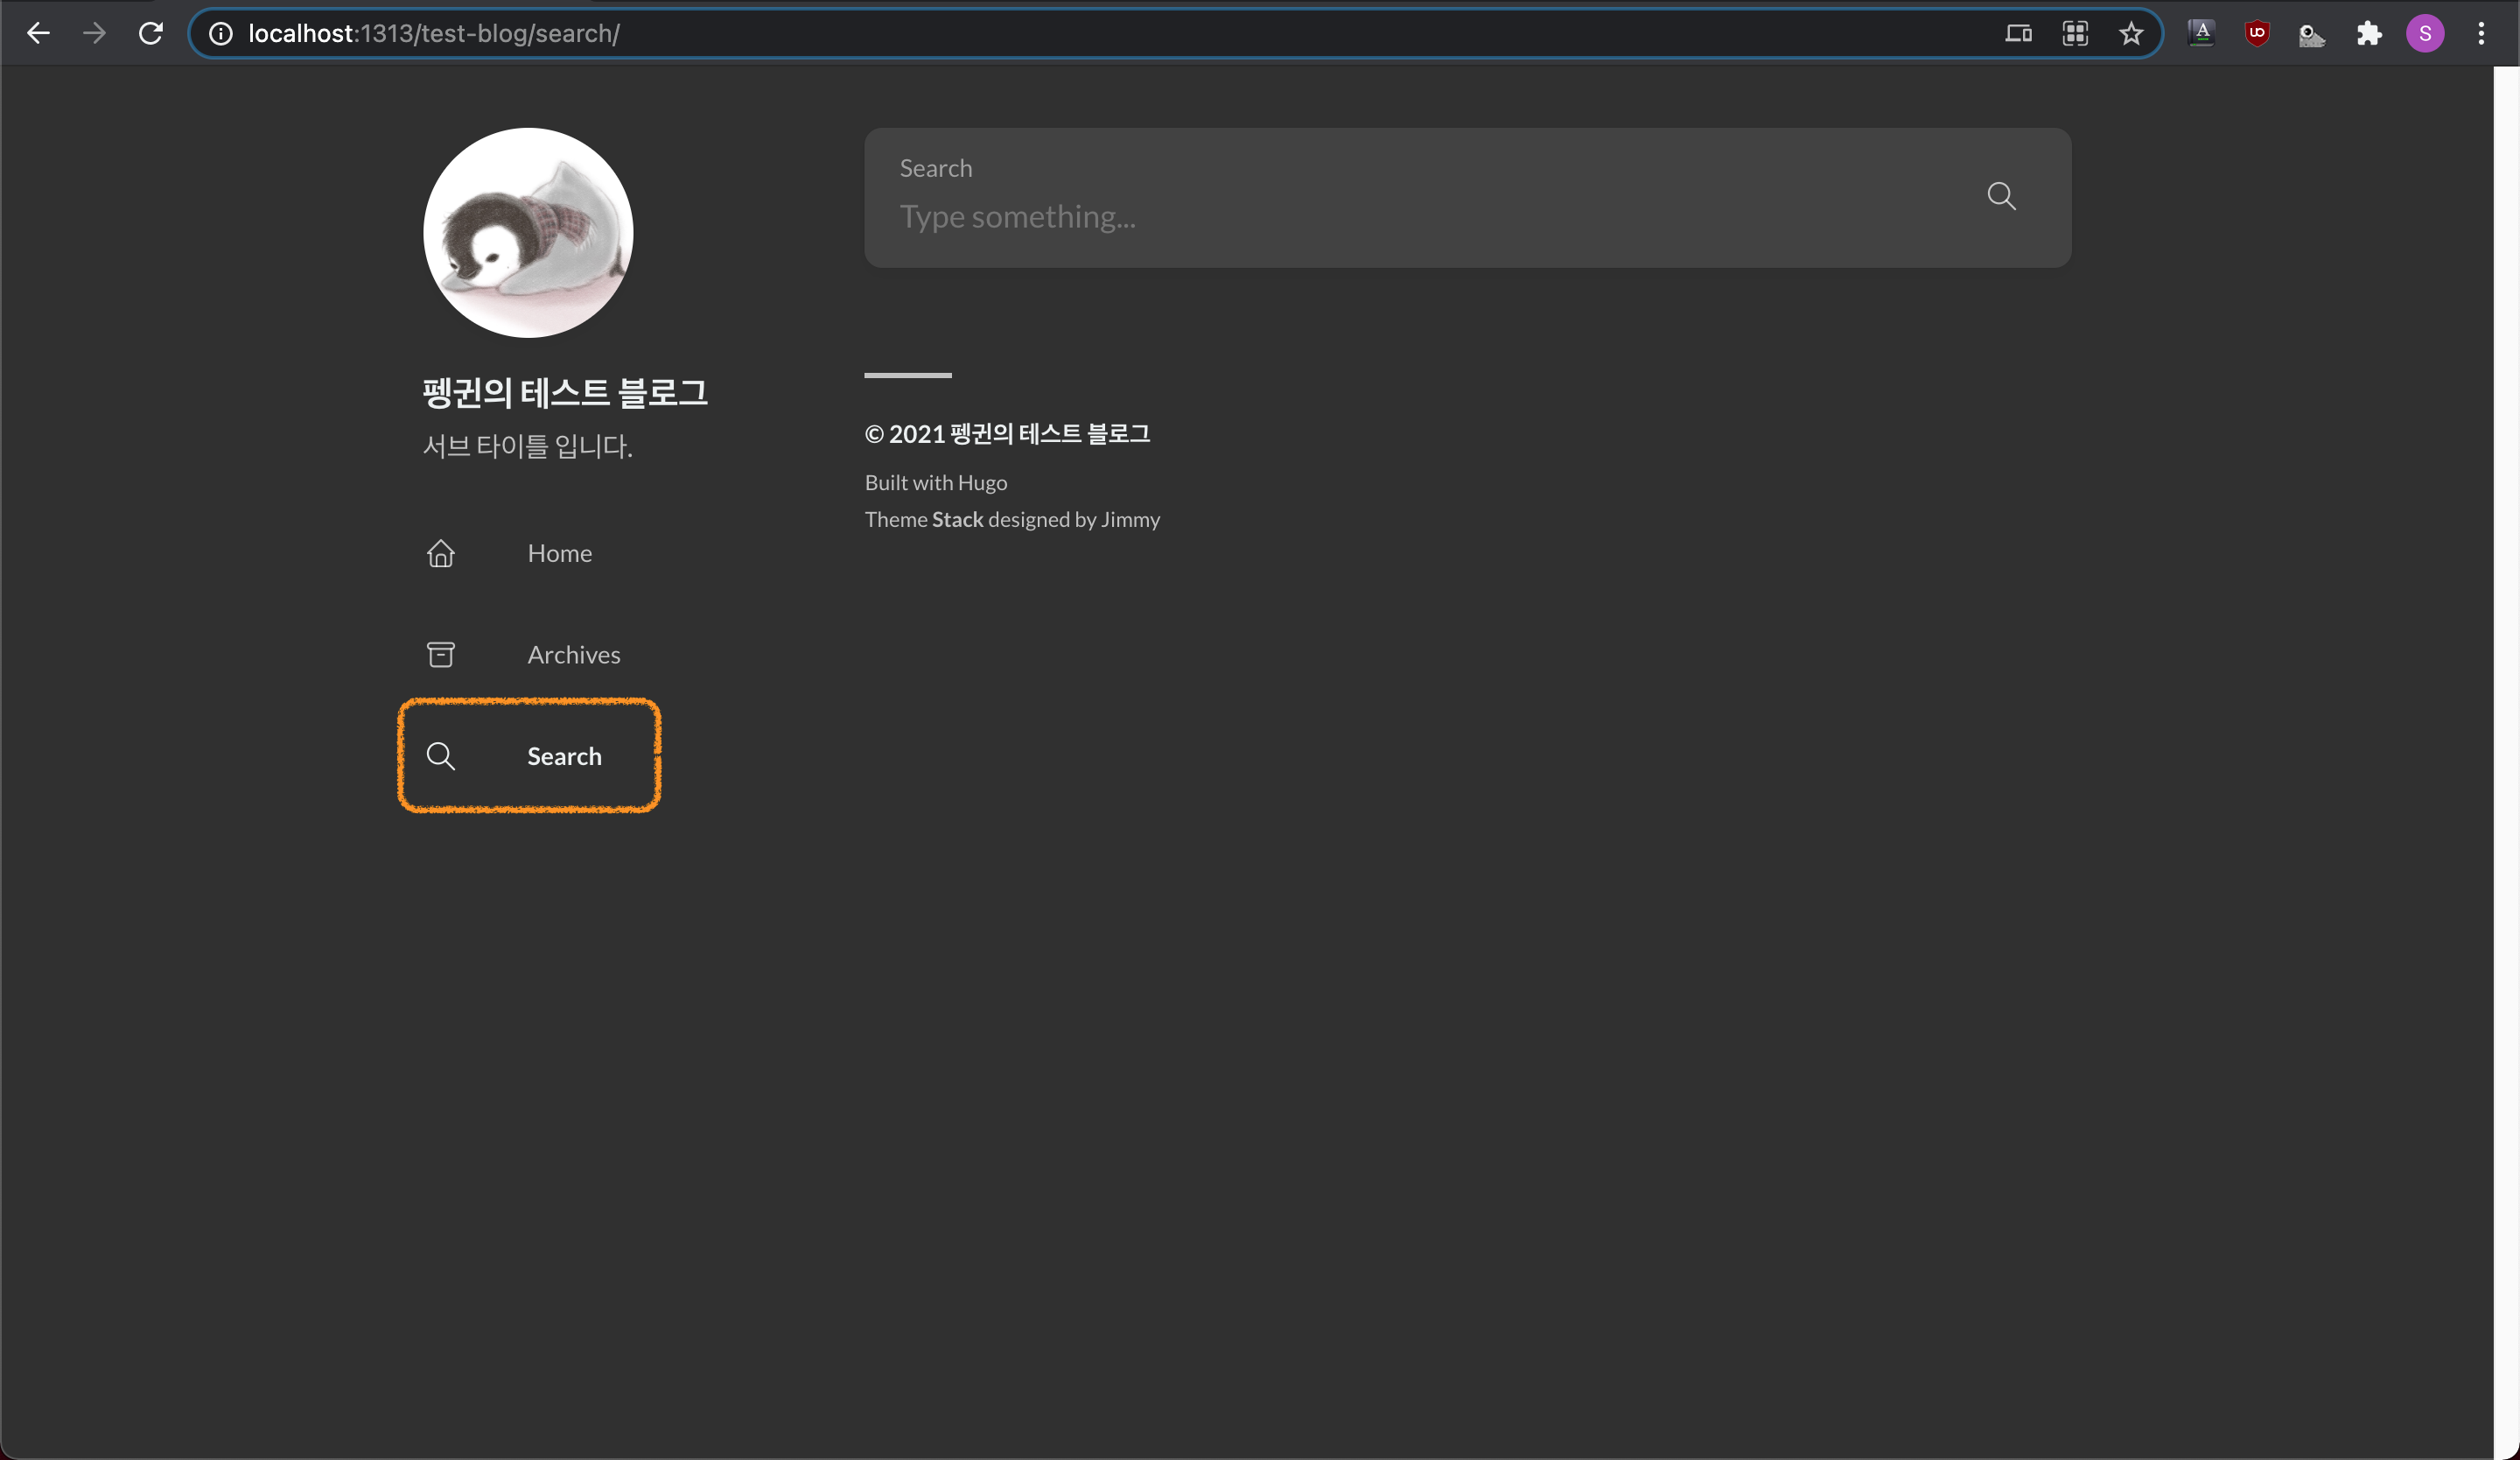 localhost:1313/test-blog/search/
A
UO
S
펭귄의 테스트 블로그
서브 타이틀 입니다.
Home
Archives
Search
Search
Type something...
© 2021 펭귄의 테스트 블로그
Built with Hugo
Theme Stack designed by Jimmy